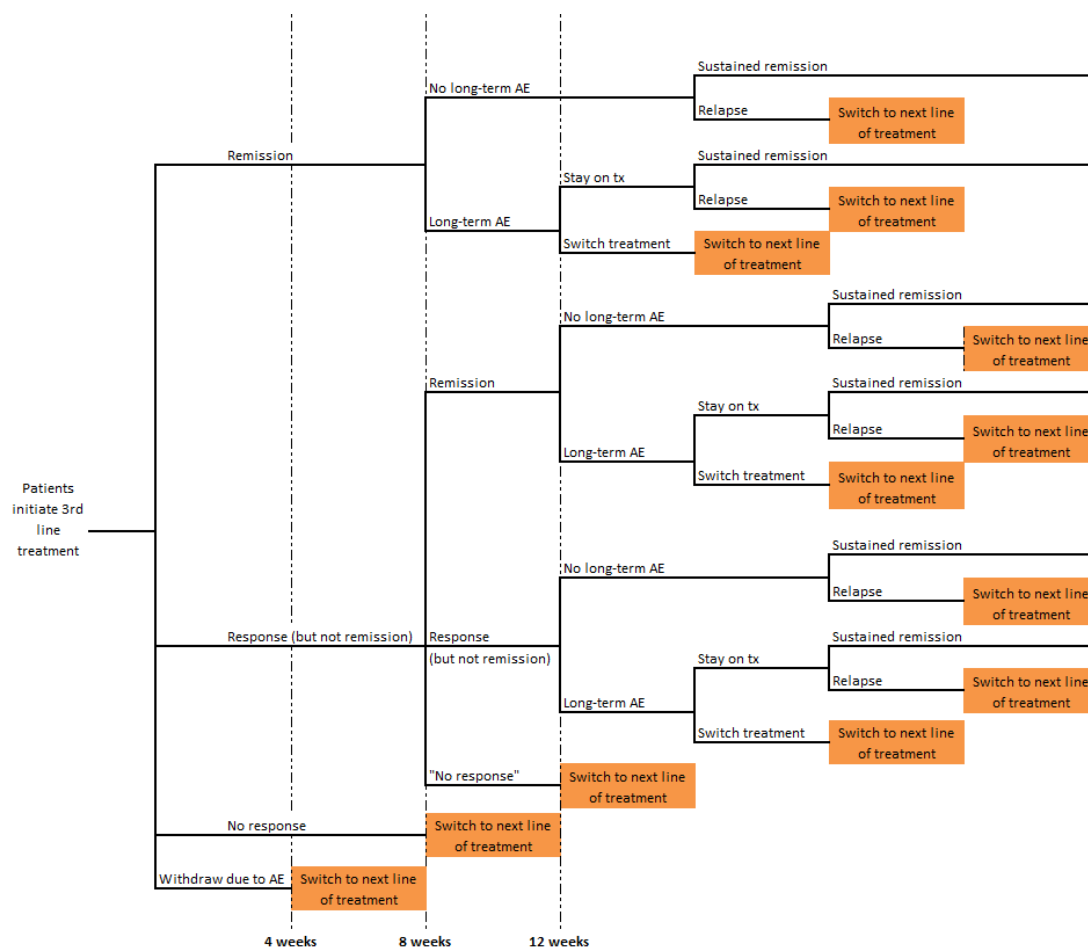 Sustained remission
No long-term AE
Relapse
Switch to next line
of treatment
Remission
Sustained remission
Stay on tx
Relapse
Switch to next line
of treatment
Long-term AE
Switch treatment
Switch to next line
of treatment
Sustained remission
No long-term AE
Relapse
Switch to next line
of treatment
Remission
Sustained remission
Stay on tx
Relapse
Switch to next line
of treatment
Long-term AE
Switch treatment
Switch to next line
of treatment
Patients
initiate 3rd
line
treatment
Sustained remission
No long-term AE
Relapse
Switch to next line
of treatment
Response (but not remission)
Response
(but not remission)
Sustained remission
Stay on tx
Relapse
Switch to next line
of treatment
Long-term AE
Switch treatment
Switch to next line
of treatment
"No response"
Switch to next line
of treatment
No response
Switch to next line
of treatment
Withdraw due to AE
Switch to next line
of treatment
4 weeks
8 weeks
12 weeks